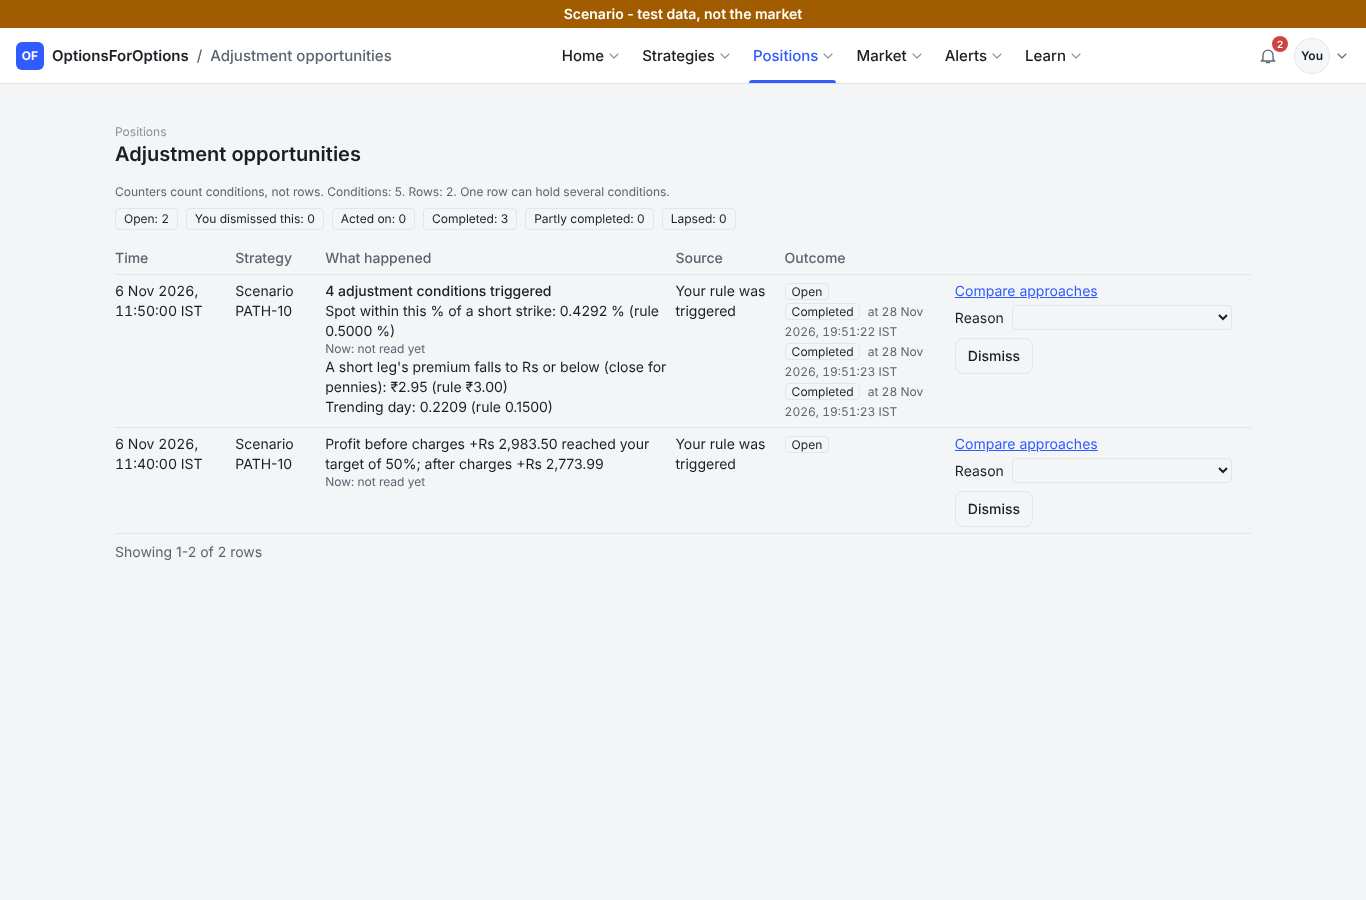 Scenario - test data, not the market
OF OptionsForOptions / Adjustment opportunities
Home Strategies Positions Market Alerts Learn
2
You
Positions
Adjustment opportunities
Counters count conditions, not rows. Conditions: 5. Rows: 2. One row can hold several conditions.
Open: 2 You dismissed this: 0 Acted on: 0 Completed: 3 Partly completed: 0 Lapsed: 0
Time Strategy What happened Source Outcome
6 Nov 2026,
11:50:00 IST
Scenario
PATH-10
4 adjustment conditions triggered
Spot within this % of a short strike: 0.4292 % (rule
0.5000 %)
Now: not read yet
A short leg's premium falls to Rs or below (close for
pennies): ₹2.95 (rule ₹3.00)
Trending day: 0.2209 (rule 0.1500)
Your rule was
triggered
Open
Completed at 28 Nov
2026, 19:51:22 IST
Completed at 28 Nov
2026, 19:51:23 IST
Completed at 28 Nov
2026, 19:51:23 IST
Compare approaches
Reason
Dismiss
6 Nov 2026,
11:40:00 IST
Scenario
PATH-10
Profit before charges +Rs 2,983.50 reached your
target of 50%; after charges +Rs 2,773.99
Now: not read yet
Your rule was
triggered
Open
Compare approaches
Reason
Dismiss
Showing 1-2 of 2 rows